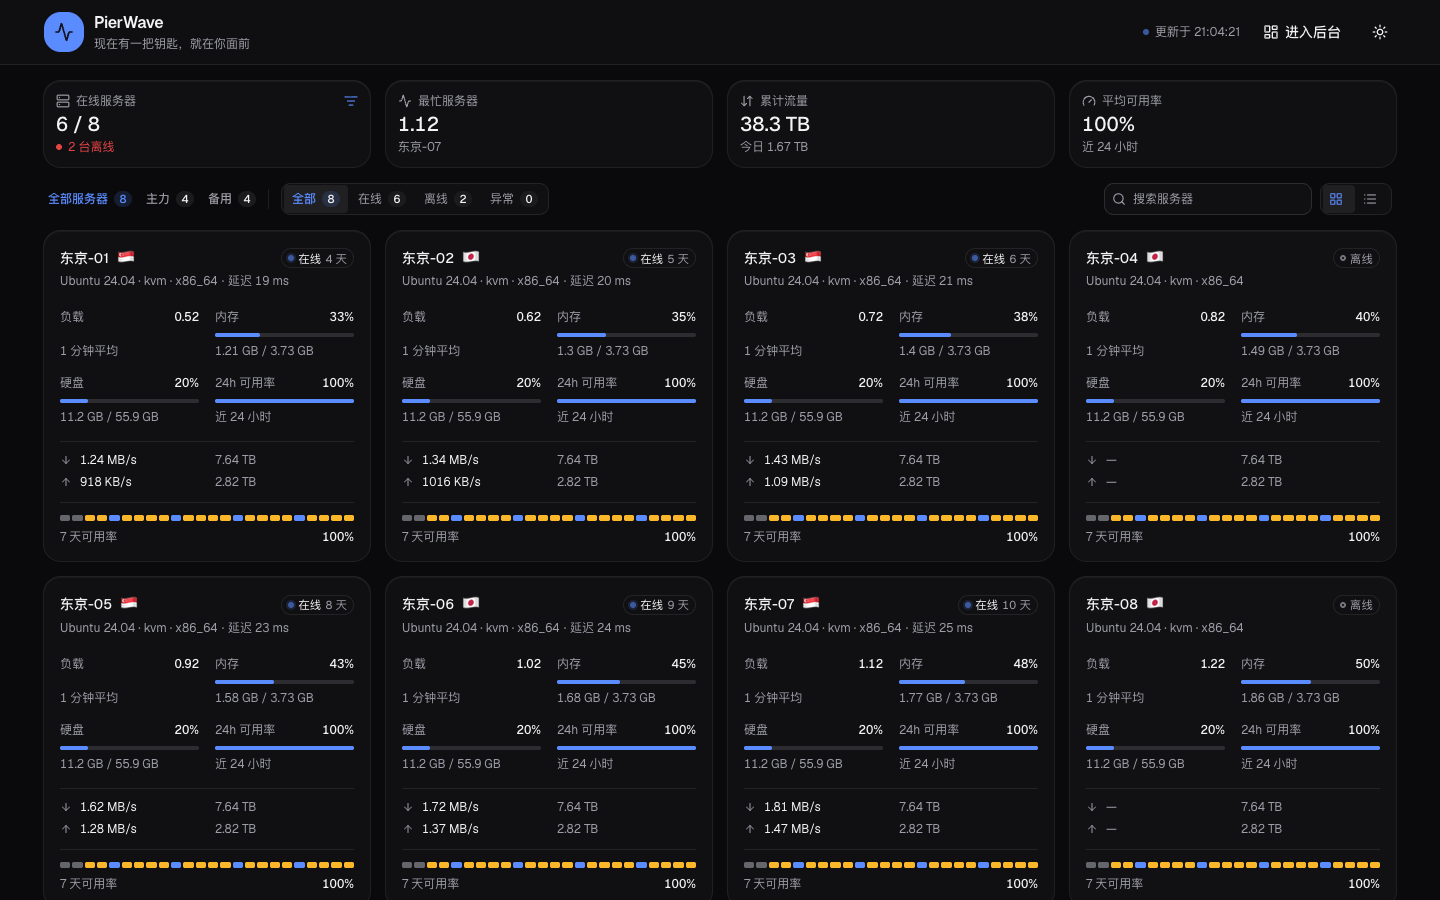 PierWave
现在有一把钥匙，就在你面前
更新于 21:04:21
进入后台
在线服务器
6 / 8
2 台离线
最忙服务器
1.12
东京-07
累计流量
38.3 TB
今日 1.67 TB
平均可用率
100%
近 24 小时
全部服务器 8 主力 4 备用 4 全部 8 在线 6 离线 2 异常 0
搜索服务器
东京-01 在线 4 天
Ubuntu 24.04 · kvm · x86_64 · 延迟 19 ms
负载 0.52 内存 33%
1 分钟平均 1.21 GB / 3.73 GB
硬盘 20% 24h 可用率 100%
11.2 GB / 55.9 GB 近 24 小时
↓ 1.24 MB/s 7.64 TB
↑ 918 KB/s 2.82 TB
7 天可用率 100%
东京-02 在线 5 天
Ubuntu 24.04 · kvm · x86_64 · 延迟 20 ms
负载 0.62 内存 35%
1 分钟平均 1.3 GB / 3.73 GB
硬盘 20% 24h 可用率 100%
11.2 GB / 55.9 GB 近 24 小时
↓ 1.34 MB/s 7.64 TB
↑ 1016 KB/s 2.82 TB
7 天可用率 100%
东京-03 在线 6 天
Ubuntu 24.04 · kvm · x86_64 · 延迟 21 ms
负载 0.72 内存 38%
1 分钟平均 1.4 GB / 3.73 GB
硬盘 20% 24h 可用率 100%
11.2 GB / 55.9 GB 近 24 小时
↓ 1.43 MB/s 7.64 TB
↑ 1.09 MB/s 2.82 TB
7 天可用率 100%
东京-04 离线
Ubuntu 24.04 · kvm · x86_64
负载 0.82 内存 40%
1 分钟平均 1.49 GB / 3.73 GB
硬盘 20% 24h 可用率 100%
11.2 GB / 55.9 GB 近 24 小时
↓ — 7.64 TB
↑ — 2.82 TB
7 天可用率 100%
东京-05 在线 8 天
Ubuntu 24.04 · kvm · x86_64 · 延迟 23 ms
负载 0.92 内存 43%
1 分钟平均 1.58 GB / 3.73 GB
硬盘 20% 24h 可用率 100%
11.2 GB / 55.9 GB 近 24 小时
↓ 1.62 MB/s 7.64 TB
↑ 1.28 MB/s 2.82 TB
7 天可用率 100%
东京-06 在线 9 天
Ubuntu 24.04 · kvm · x86_64 · 延迟 24 ms
负载 1.02 内存 45%
1 分钟平均 1.68 GB / 3.73 GB
硬盘 20% 24h 可用率 100%
11.2 GB / 55.9 GB 近 24 小时
↓ 1.72 MB/s 7.64 TB
↑ 1.37 MB/s 2.82 TB
7 天可用率 100%
东京-07 在线 10 天
Ubuntu 24.04 · kvm · x86_64 · 延迟 25 ms
负载 1.12 内存 48%
1 分钟平均 1.77 GB / 3.73 GB
硬盘 20% 24h 可用率 100%
11.2 GB / 55.9 GB 近 24 小时
↓ 1.81 MB/s 7.64 TB
↑ 1.47 MB/s 2.82 TB
7 天可用率 100%
东京-08 离线
Ubuntu 24.04 · kvm · x86_64
负载 1.22 内存 50%
1 分钟平均 1.86 GB / 3.73 GB
硬盘 20% 24h 可用率 100%
11.2 GB / 55.9 GB 近 24 小时
↓ — 7.64 TB
↑ — 2.82 TB
7 天可用率 100%